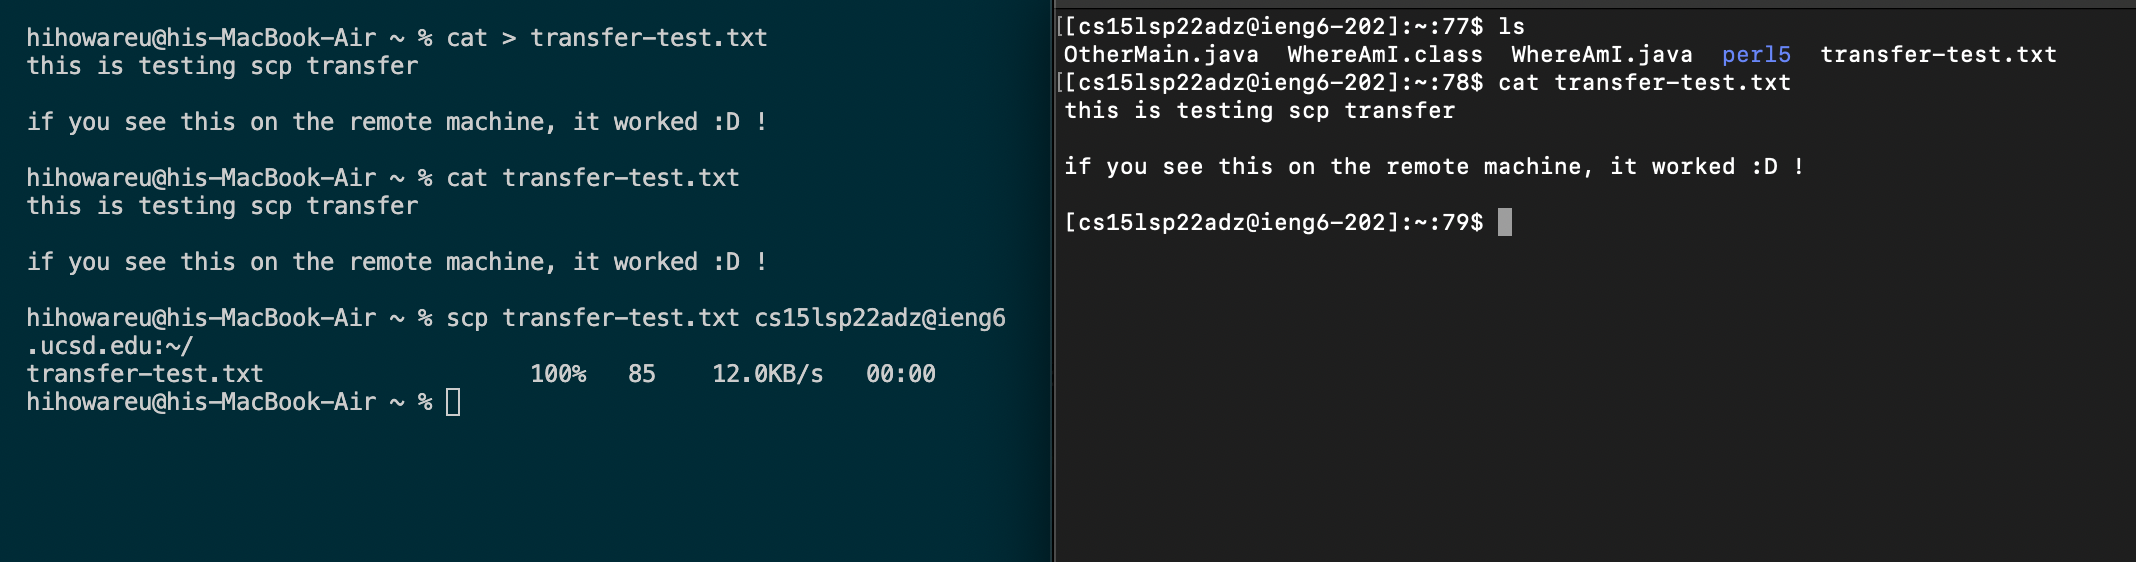 hihowareu@his-MacBook-Air ~ % cat > transfer-test.txt
this is testing scp transfer
if you see this on the remote machine, it worked :D !
hihowareu@his-MacBook-Air ~ % cat transfer-test.txt
this is testing scp transfer
if you see this on the remote machine, it worked :D !
hihowareu@his-MacBook-Air ~ % scp transfer-test.txt cs15lsp22adz@ieng6
.ucsd.edu:~/
transfer-test.txt 100% 85 12.0KB/s 00:00
hihowareu@his-MacBook-Air ~ %
[[cs15lsp22adz@ieng6-202]:~:77$ ls
OtherMain.java WhereAmI.class WhereAmI.java perl5 transfer-test.txt
[[cs15lsp22adz@ieng6-202]:~:78$ cat transfer-test.txt
this is testing scp transfer
if you see this on the remote machine, it worked :D !
[cs15lsp22adz@ieng6-202]:~:79$